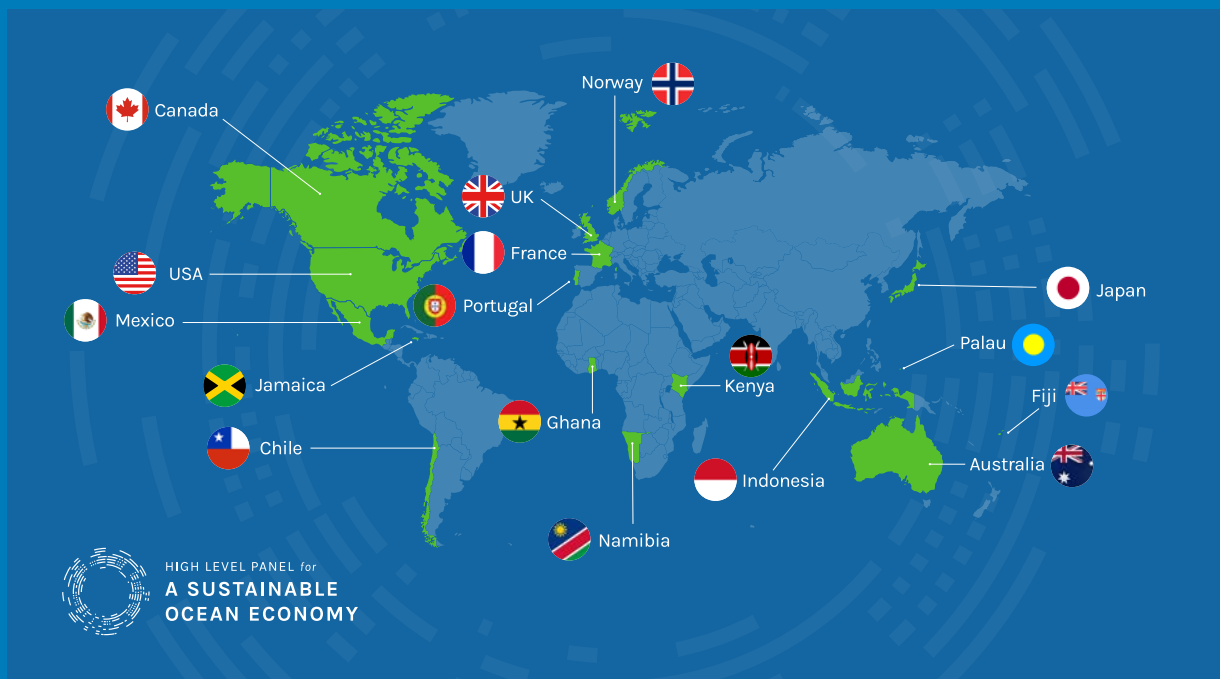 Norway
Canada
UK
France
USA
Portugal
Japan
Mexico
Palau
Jamaica
Kenya
Fiji
Ghana
Chile
Australia
Indonesia
Namibia
HIGH LEVEL PANEL for
A SUSTAINABLE
OCEAN ECONOMY